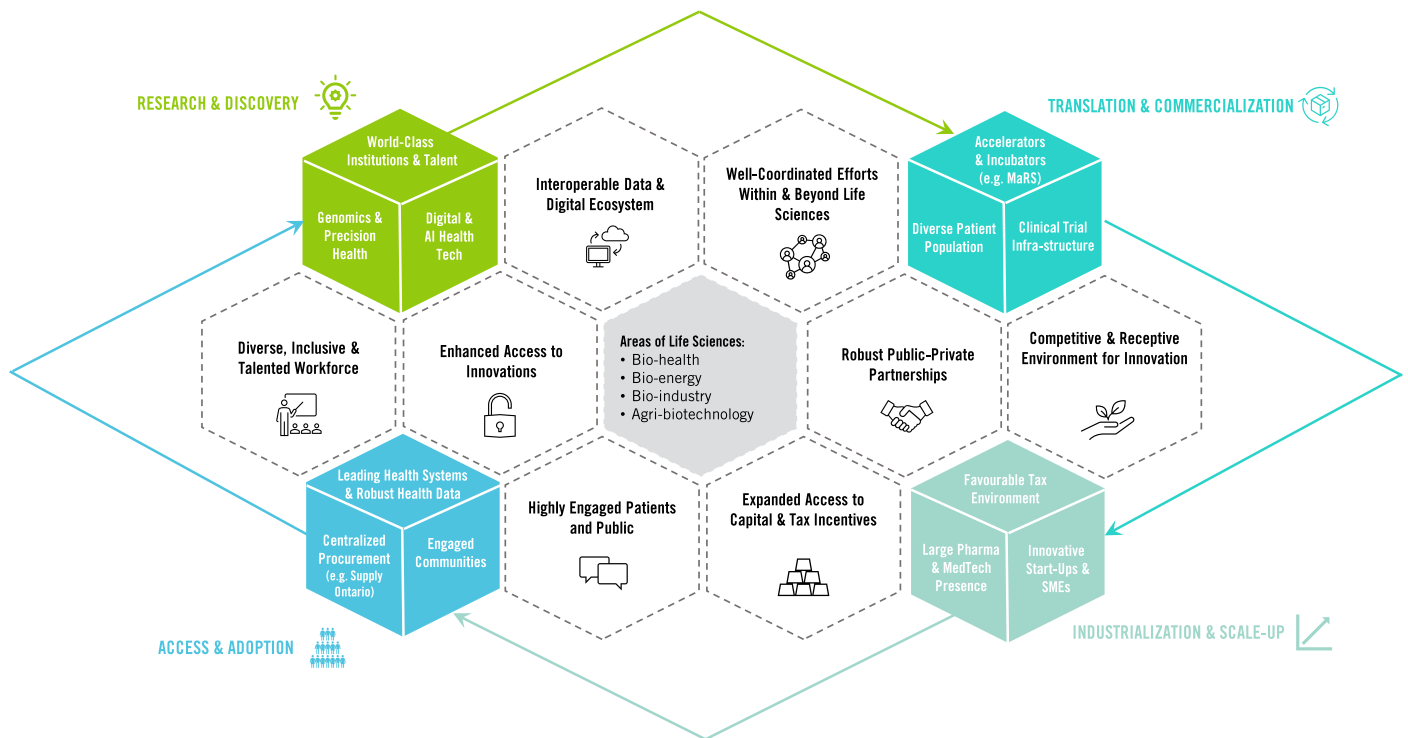 RESEARCH & DISCOVERY
TRANSLATION & COMMERCIALIZATION
World-Class
Institutions & Talent
Genomics &
Precision
Health
Digital &
AI Health
Tech
Interoperable Data &
Digital Ecosystem
Well-Coordinated Efforts
Within & Beyond Life
Sciences
Accelerators
& Incubators
(e.g. MaRS)
Diverse Patient
Population
Clinical Trial
Infra-structure
Diverse, Inclusive &
Talented Workforce
Enhanced Access to
Innovations
Areas of Life Sciences:
• Bio-health
• Bio-energy
• Bio-industry
• Agri-biotechnology
Robust Public-Private
Partnerships
Competitive & Receptive
Environment for Innovation
Leading Health Systems
& Robust Health Data
Centralized
Procurement
(e.g. Supply
Ontario)
Engaged
Communities
Highly Engaged Patients
and Public
Expanded Access to
Capital & Tax Incentives
Favourable Tax
Environment
Large Pharma
& MedTech
Presence
Innovative
Start-Ups &
SMEs
ACCESS & ADOPTION
INDUSTRIALIZATION & SCALE-UP